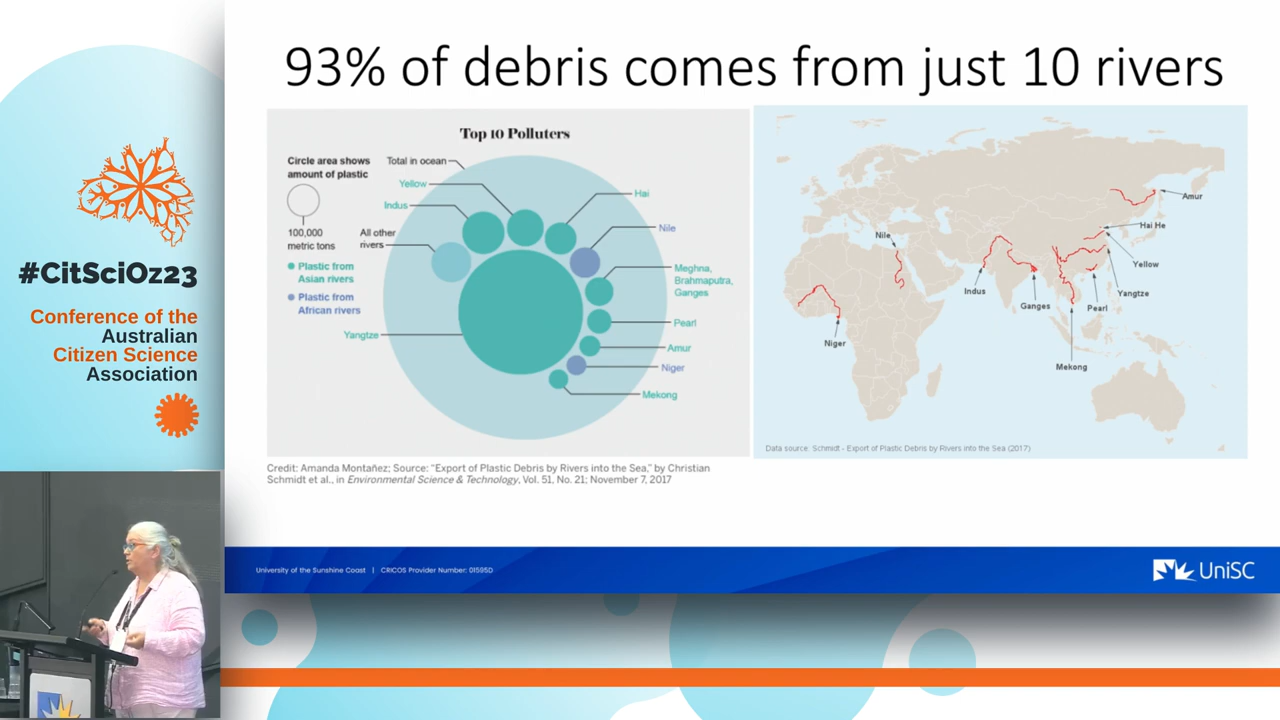 93% of debris comes from just 10 rivers
#CitSciOz23
Conference of the
Australian
Citizen Science
Association
Top 10 Polluters
Circle area shows
amount of plastic
100,000
metric tons
Plastic from
Asian rivers
Plastic from
African rivers
Total in ocean
Yellow
Indus
All other
rivers
Yangtze
Hai
Nile
Meghna,
Brahmaputra,
Ganges
Pearl
Amur
Niger
Mekong
Amur
Hai He
Nile
Yellow
Indus
Yangtze
Ganges
Pearl
Niger
Mekong
Data source: Schmidt - Export of Plastic Debris by Rivers into the Sea (2017)
Credit: Amanda Montañez; Source: "Export of Plastic Debris by Rivers into the Sea," by Christian
Schmidt et al., in Environmental Science & Technology, Vol. 51, No. 21; November 7, 2017
University of the Sunshine Coast | CRICOS Provider Number: 01595D
UniSC